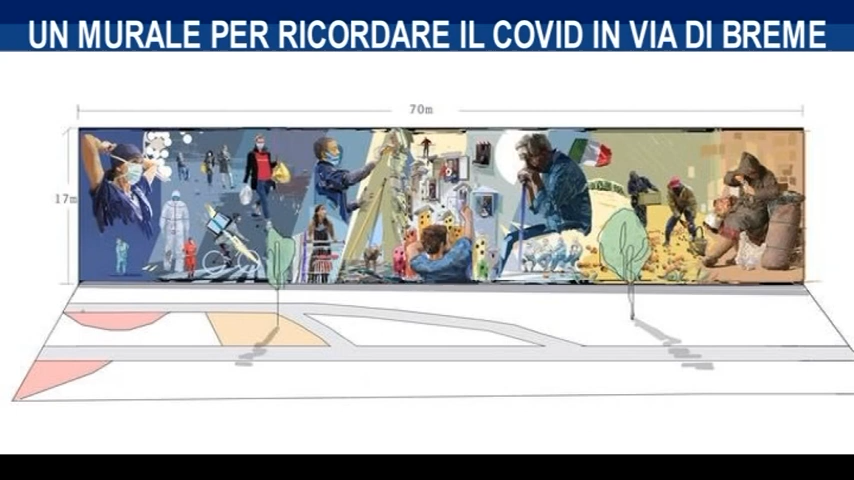 UN MURALE PER RICORDARE IL COVID IN VIA DI BREME
70m
17m